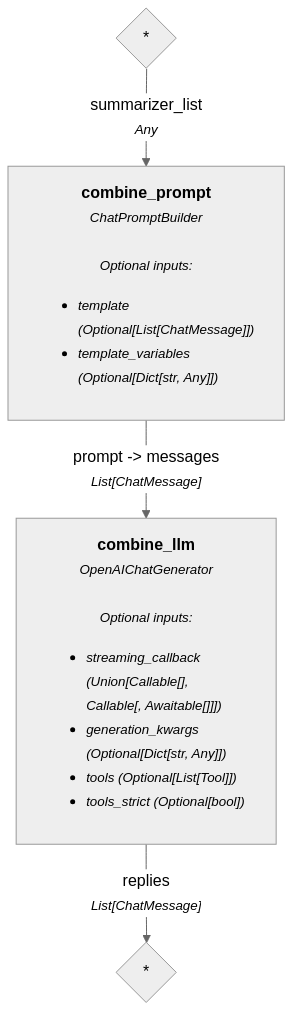 *
summarizer_list
Any
combine_prompt
ChatPromptBuilder
Optional inputs:
• template
(Optional[List[ChatMessage]])
• template_variables
(Optional[Dict[str, Any]])
prompt -> messages
List[ChatMessage]
combine_llm
OpenAIChatGenerator
Optional inputs:
• streaming_callback
(Union[Callable[],
Callable[, Awaitable[]]])
• generation_kwargs
(Optional[Dict[str, Any]])
• tools (Optional[List[Tool]])
• tools_strict (Optional[bool])
replies
List[ChatMessage]
*